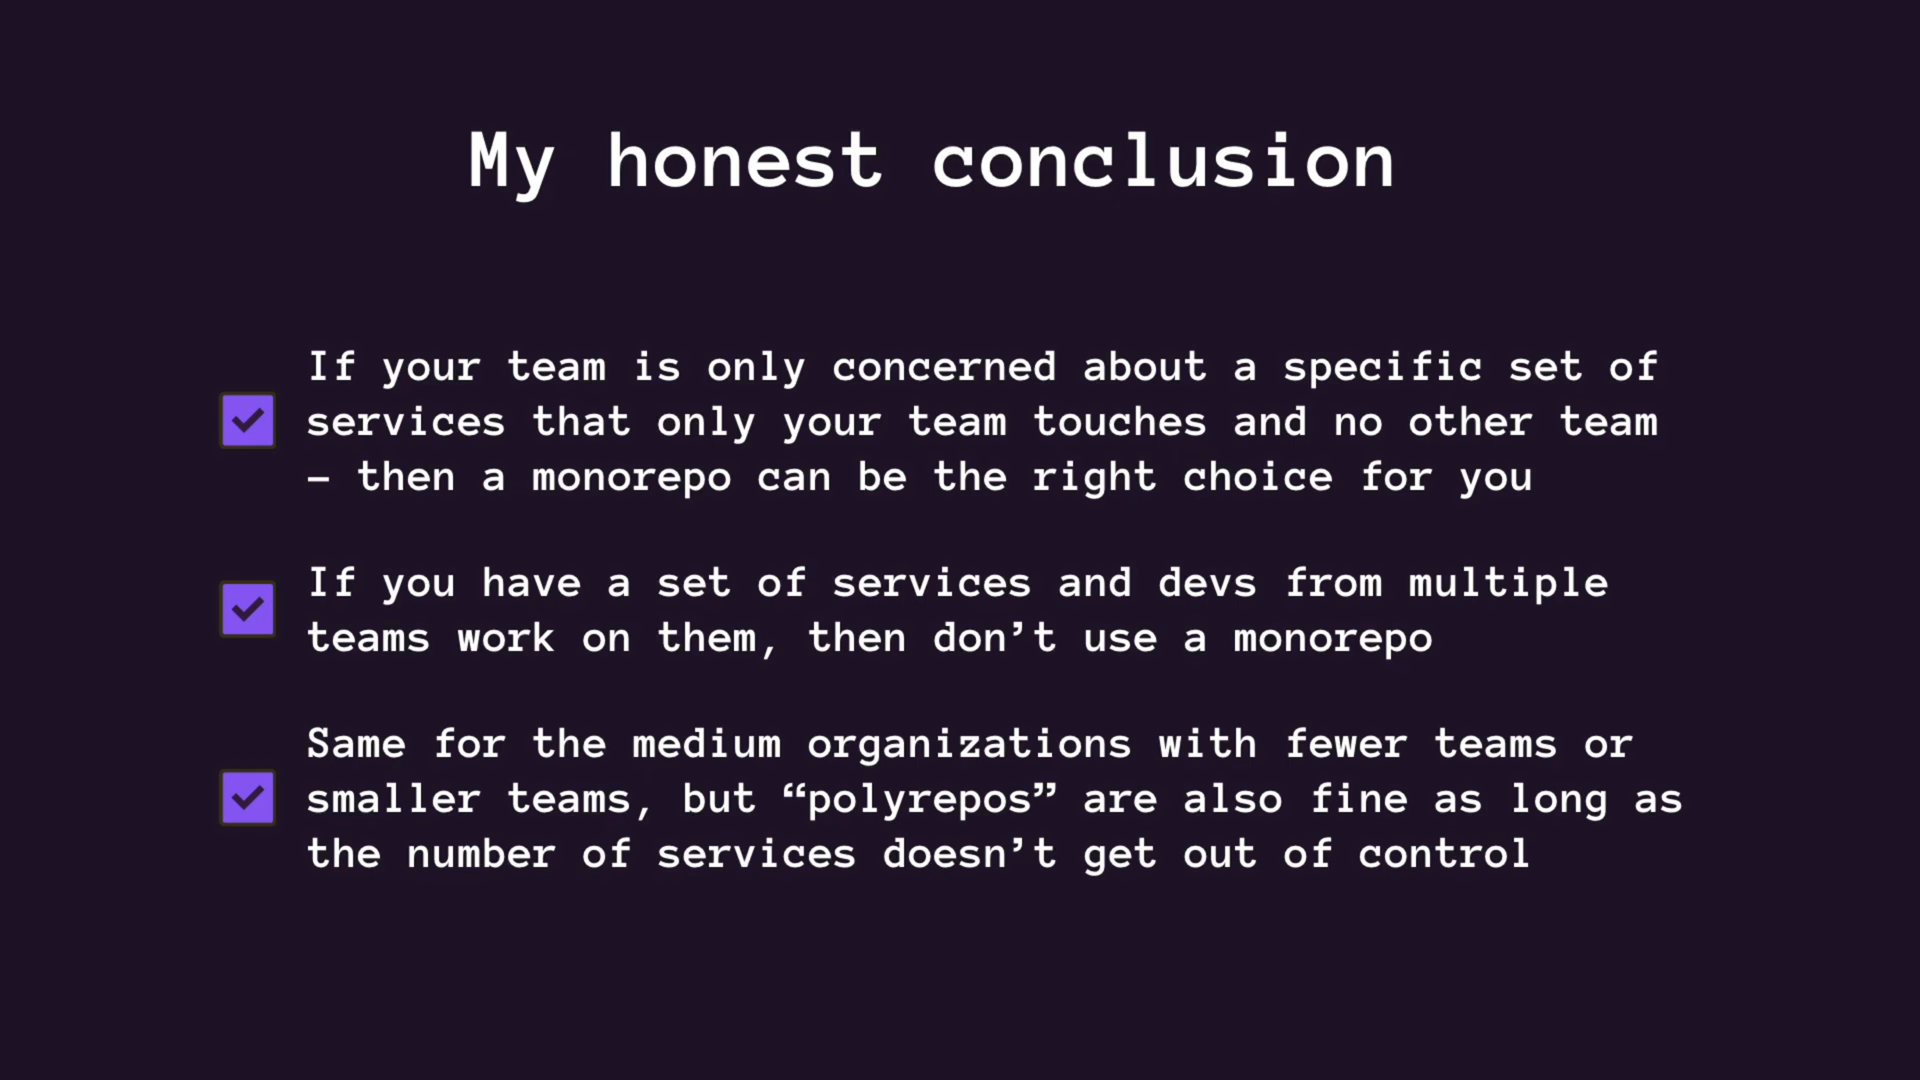 My honest conclusion
If your team is only concerned about a specific set of
services that only your team touches and no other team
– then a monorepo can be the right choice for you
If you have a set of services and devs from multiple
teams work on them, then don’t use a monorepo
Same for the medium organizations with fewer teams or
smaller teams, but “polyrepos” are also fine as long as
the number of services doesn’t get out of control